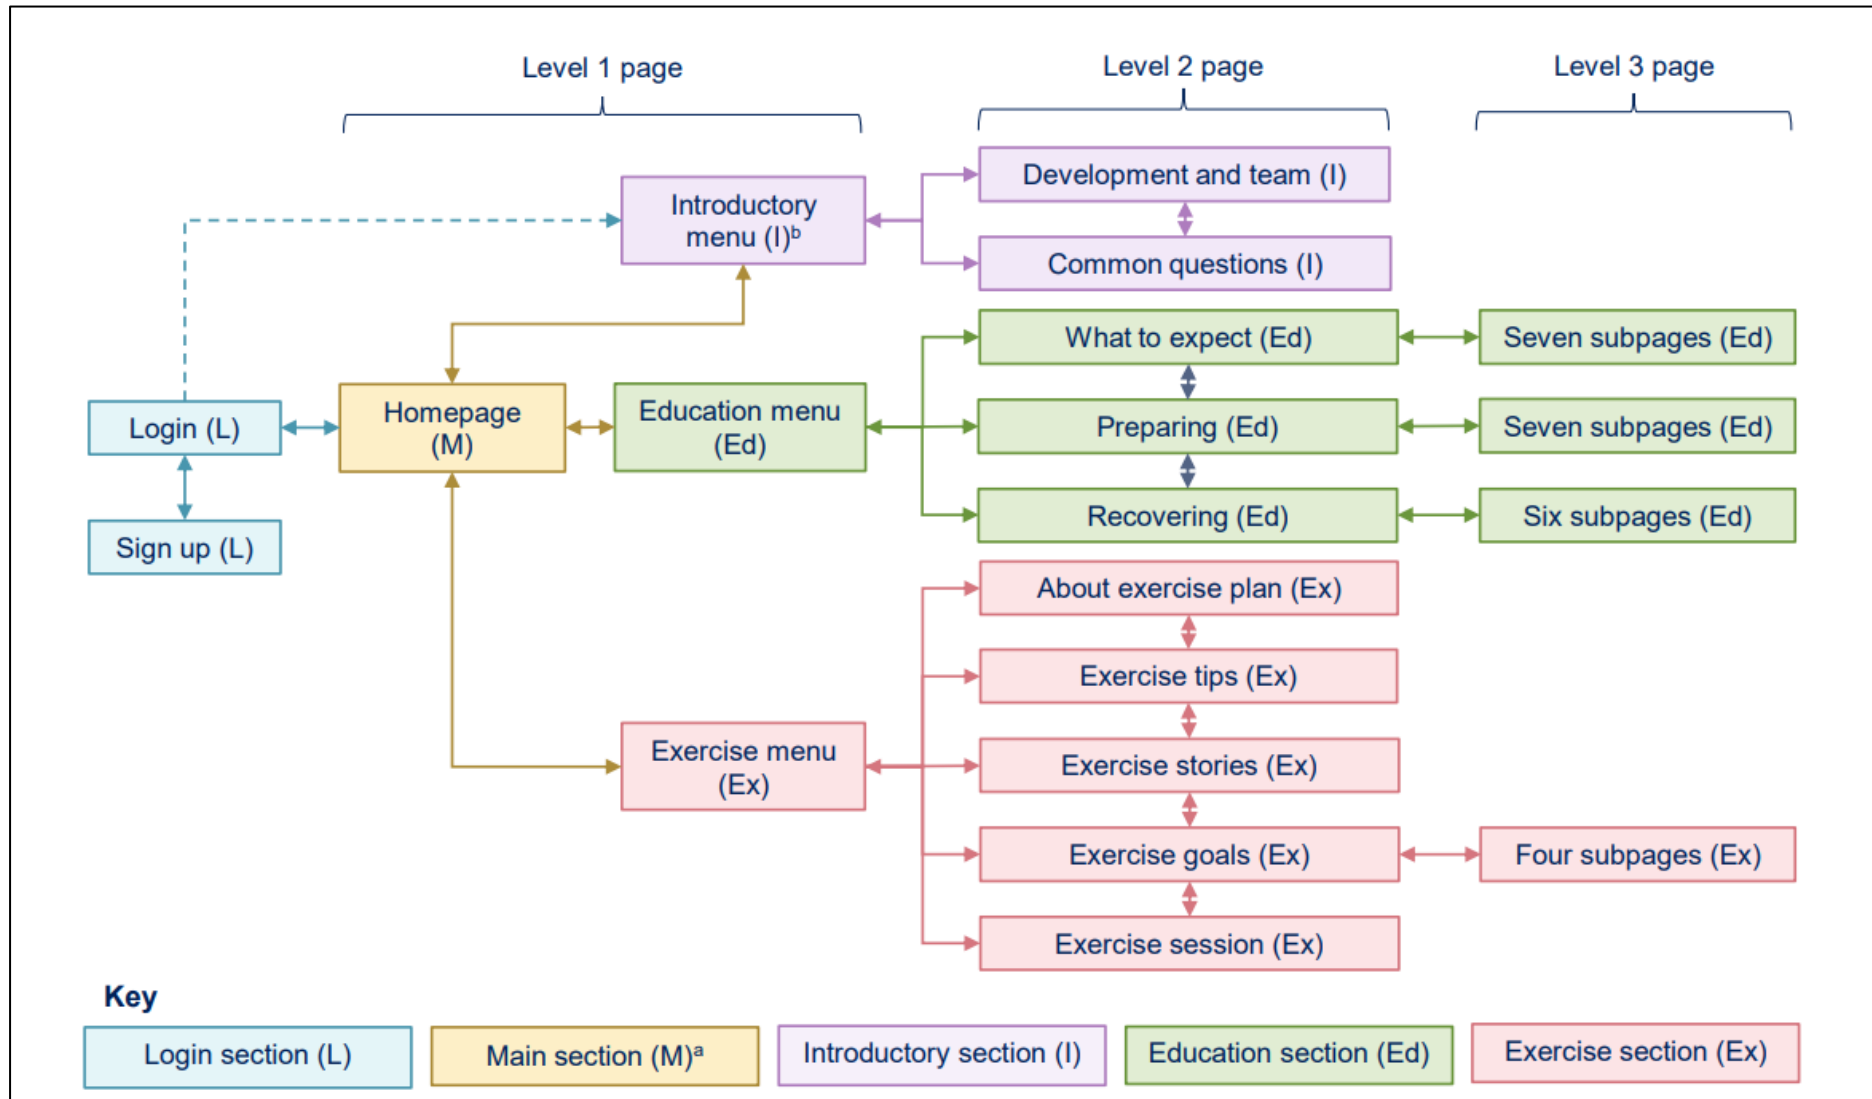 Level 1 page
Level 2 page
Level 3 page
Introductory
menu (I)ᵇ
Development and team (I)
Common questions (I)
What to expect (Ed)
Seven subpages (Ed)
Login (L)
Homepage
(M)
Education menu
(Ed)
Preparing (Ed)
Seven subpages (Ed)
Sign up (L)
Recovering (Ed)
Six subpages (Ed)
About exercise plan (Ex)
Exercise tips (Ex)
Exercise menu
(Ex)
Exercise stories (Ex)
Exercise goals (Ex)
Four subpages (Ex)
Exercise session (Ex)
Key
Login section (L)
Main section (M)ᵃ
Introductory section (I)
Education section (Ed)
Exercise section (Ex)